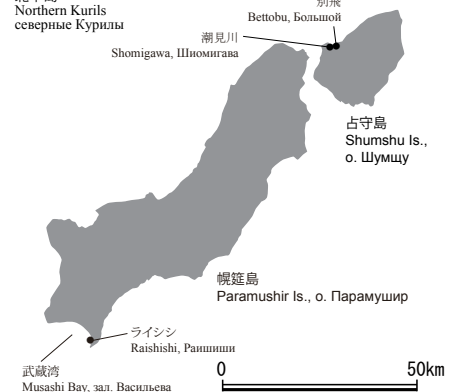 Northern Kurils
северные Курилы
別飛
Bettobu, Большой
潮見川
Shomigawa, Шиомигава
占守島
Shumshu Is.,
о. Шумщу
幌筵島
Paramushir Is., о. Парамушир
ライシシ
Raishishi, Раишиши
武蔵湾
Musashi Bay, зал. Васильева
0 50km